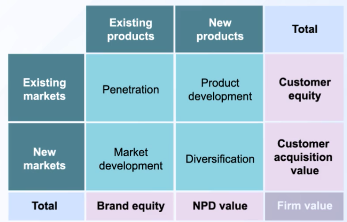 Existing
products
New
products
Total
Existing
markets
Penetration
Product
development
Customer
equity
New
markets
Market
development
Diversification
Customer
acquisition
value
Total
Brand equity
NPD value
Firm value